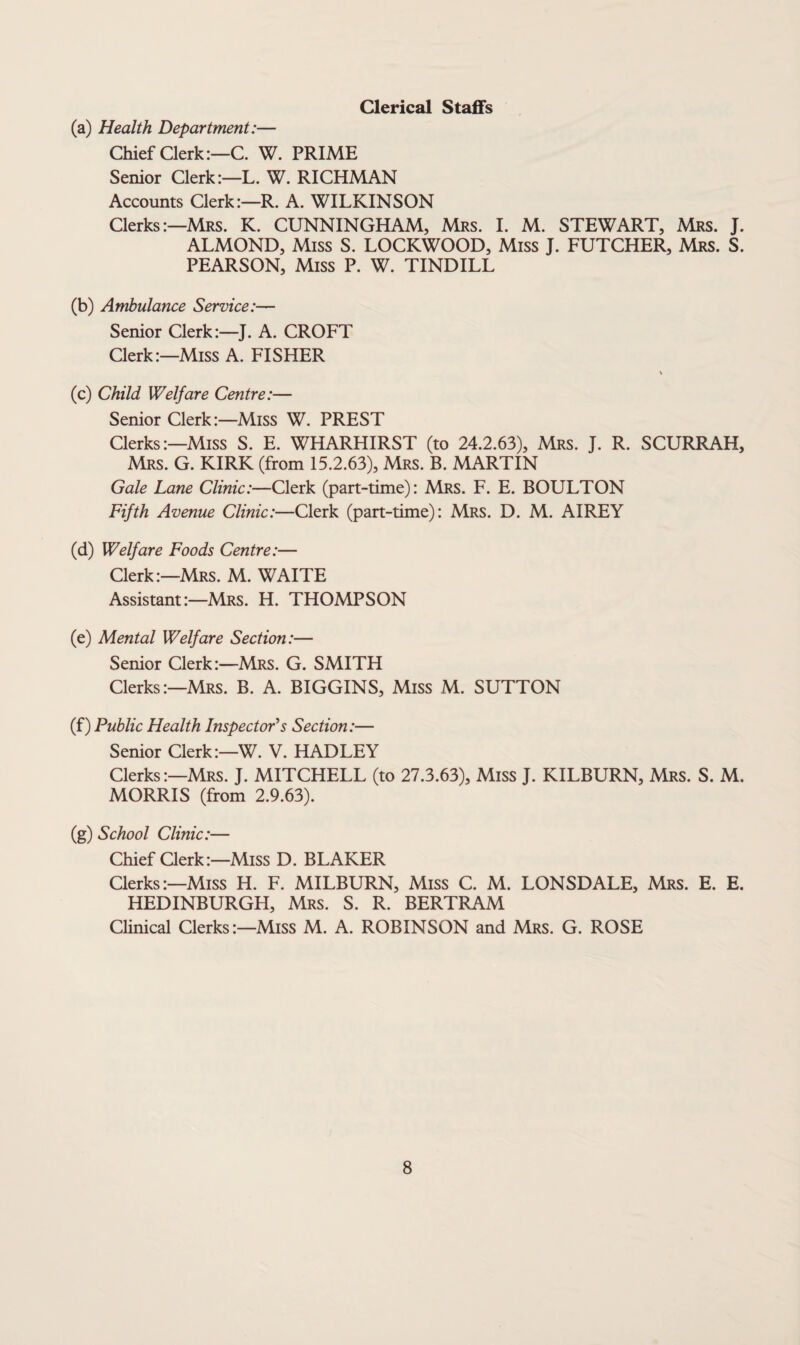 Clerical Staffs
(a) Health Department:—
Chief Clerk:—C. W. PRIME
Senior Clerk:—L. W. RICHMAN
Accounts Clerk:—R. A. WILKINSON
Clerks:—Mrs. K. CUNNINGHAM, Mrs. I. M. STEWART, Mrs. J.
ALMOND, Miss S. LOCKWOOD, Miss J. FUTCHER, Mrs. S.
PEARSON, Miss P. W. TINDILL
(b) Ambulance Service:—
Senior Clerk:—J. A. CROFT
Clerk:—Miss A. FISHER
(c) Child Welfare Centre:—
Senior Clerk:—Miss W. PREST
Clerks:—Miss S. E. WHARHIRST (to 24.2.63), Mrs. J. R. SCURRAH,
Mrs. G. KIRK (from 15.2.63), Mrs. B. MARTIN
Gale Lane Clinic:—Clerk (part-time): Mrs. F. E. BOULTON
Fifth Avenue Clinic:—Clerk (part-time): Mrs. D. M. AIREY
(d) Welfare Foods Centre:—
Clerk:—Mrs. M. WAITE
Assistant:—Mrs. H. THOMPSON
(e) Mental Welfare Section:—
Senior Clerk:—Mrs. G. SMITH
Clerks:—Mrs. B. A. BIGGINS, Miss M. SUTTON
(f) Public Health Inspector's Section:—
Senior Clerk:—W. V. HADLEY
Clerks:—Mrs. J. MITCHELL (to 27.3.63), Miss J. KILBURN, Mrs. S. M.
MORRIS (from 2.9.63).
(g) School Clinic:—
Chief Clerk:—Miss D. BLAKER
Clerks:—Miss H. F. MILBURN, Miss C. M. LONSDALE, Mrs. E. E.
HEDINBURGH, Mrs. S. R. BERTRAM
Clinical Clerks:—Miss M. A. ROBINSON and Mrs. G. ROSE
8